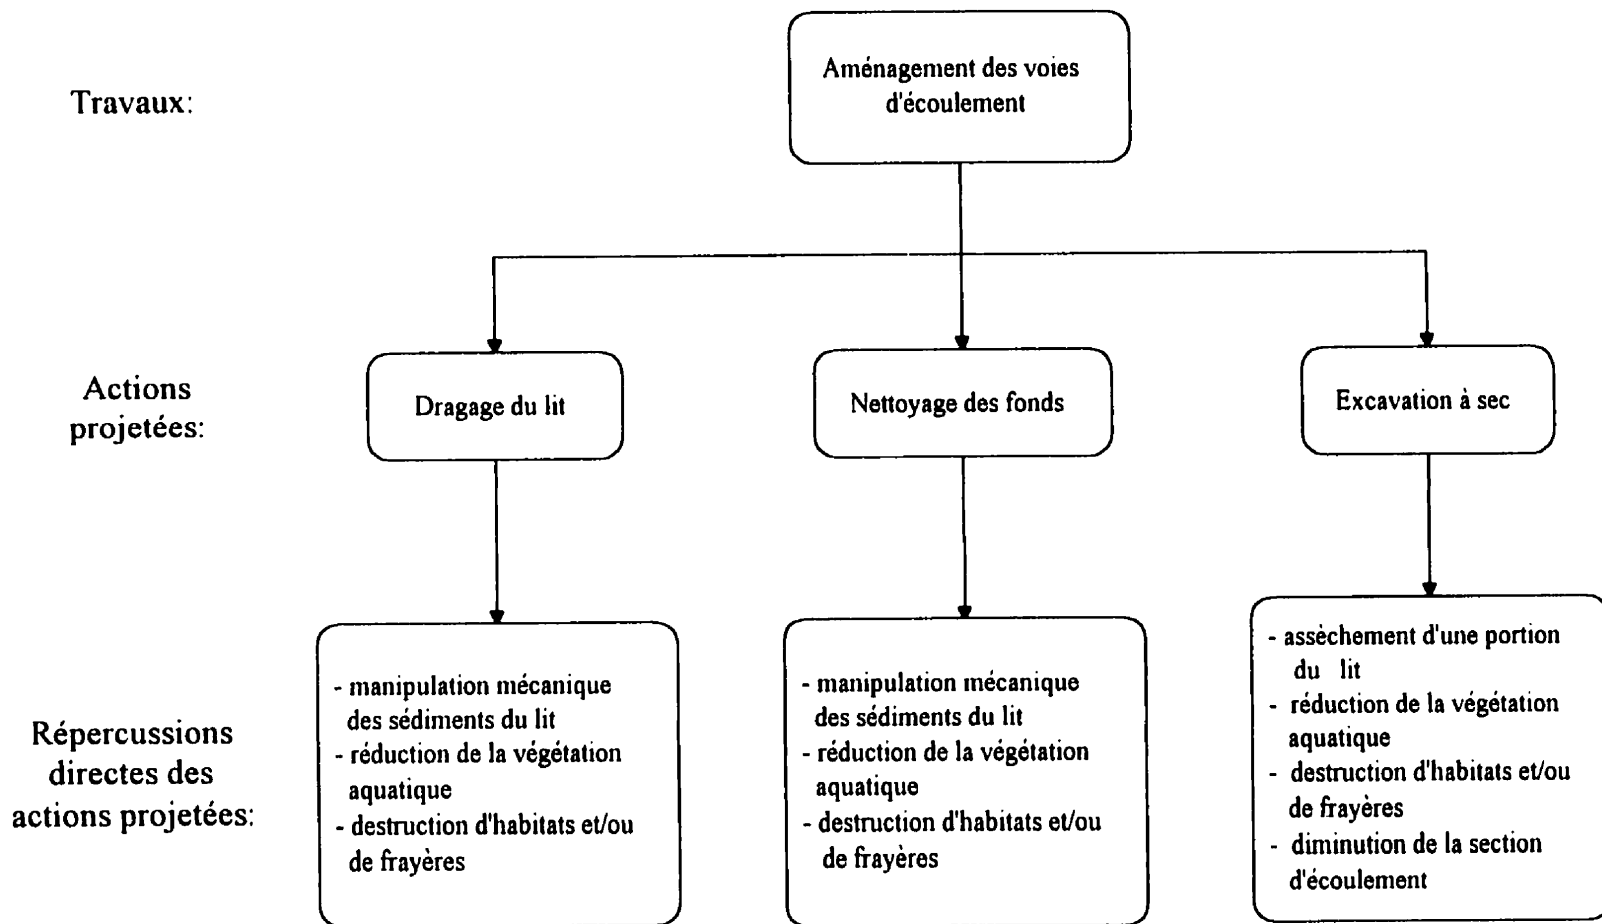 Travaux:
Aménagement des voies
d'écoulement
Actions
projetées:
Dragage du lit
Nettoyage des fonds
Excavation à sec
Répercussions
directes des
actions projetées:
- manipulation mécanique
des sédiments du lit
- réduction de la végétation
aquatique
- destruction d'habitats et/ou
de frayères
- manipulation mécanique
des sédiments du lit
- réduction de la végétation
aquatique
- destruction d'habitats et/ou
de frayères
- assèchement d'une portion
du lit
- réduction de la végétation
aquatique
- destruction d'habitats et/ou
de frayères
- diminution de la section
d'écoulement